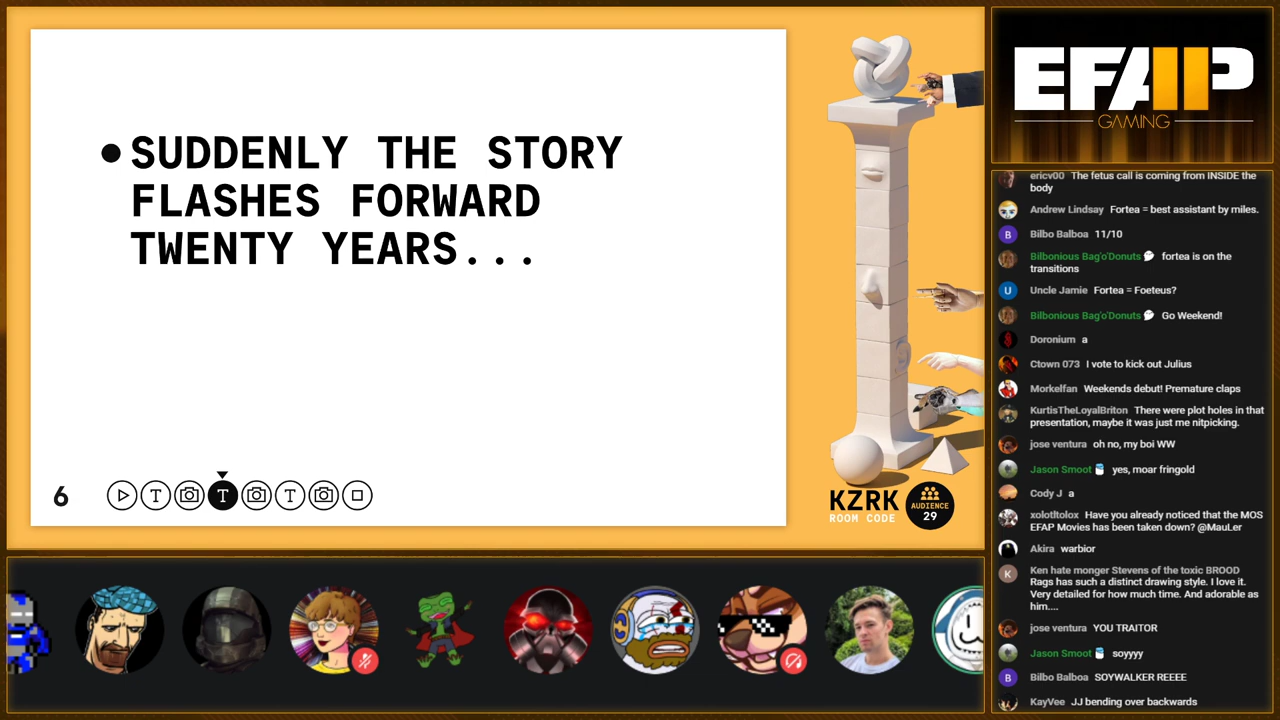 SUDDENLY THE STORY
FLASHES FORWARD
TWENTY YEARS...
6
T
T
T
KZRK
ROOM CODE
AUDIENCE
29
EFAP
GAMING
ericv00 The fetus call is coming from INSIDE the
body
Andrew Lindsay Fortea = best assistant by miles.
B
Bilbo Balboa 11/10
Bilbonious Bag'o'Donuts fortea is on the
transitions
U
Uncle Jamie Fortea = Foeteus?
Bilbonious Bag'o'Donuts Go Weekend!
Doronium a
Ctown 073 I vote to kick out Julius
Morkelfan Weekends debut! Premature claps
KurtisTheLoyalBriton There were plot holes in that
presentation, maybe it was just me nitpicking.
jose ventura oh no, my boi WW
Jason Smoot yes, moar fringold
Cody J a
xolotltolox Have you already noticed that the MOS
EFAP Movies has been taken down? @MauLer
Akira warbior
K
Ken hate monger Stevens of the toxic BROOD
Rags has such a distinct drawing style. I love it.
Very detailed for how much time. And adorable as
him....
jose ventura YOU TRAITOR
Jason Smoot soyyyy
B
Bilbo Balboa SOYWALKER REEEE
KayVee JJ bending over backwards